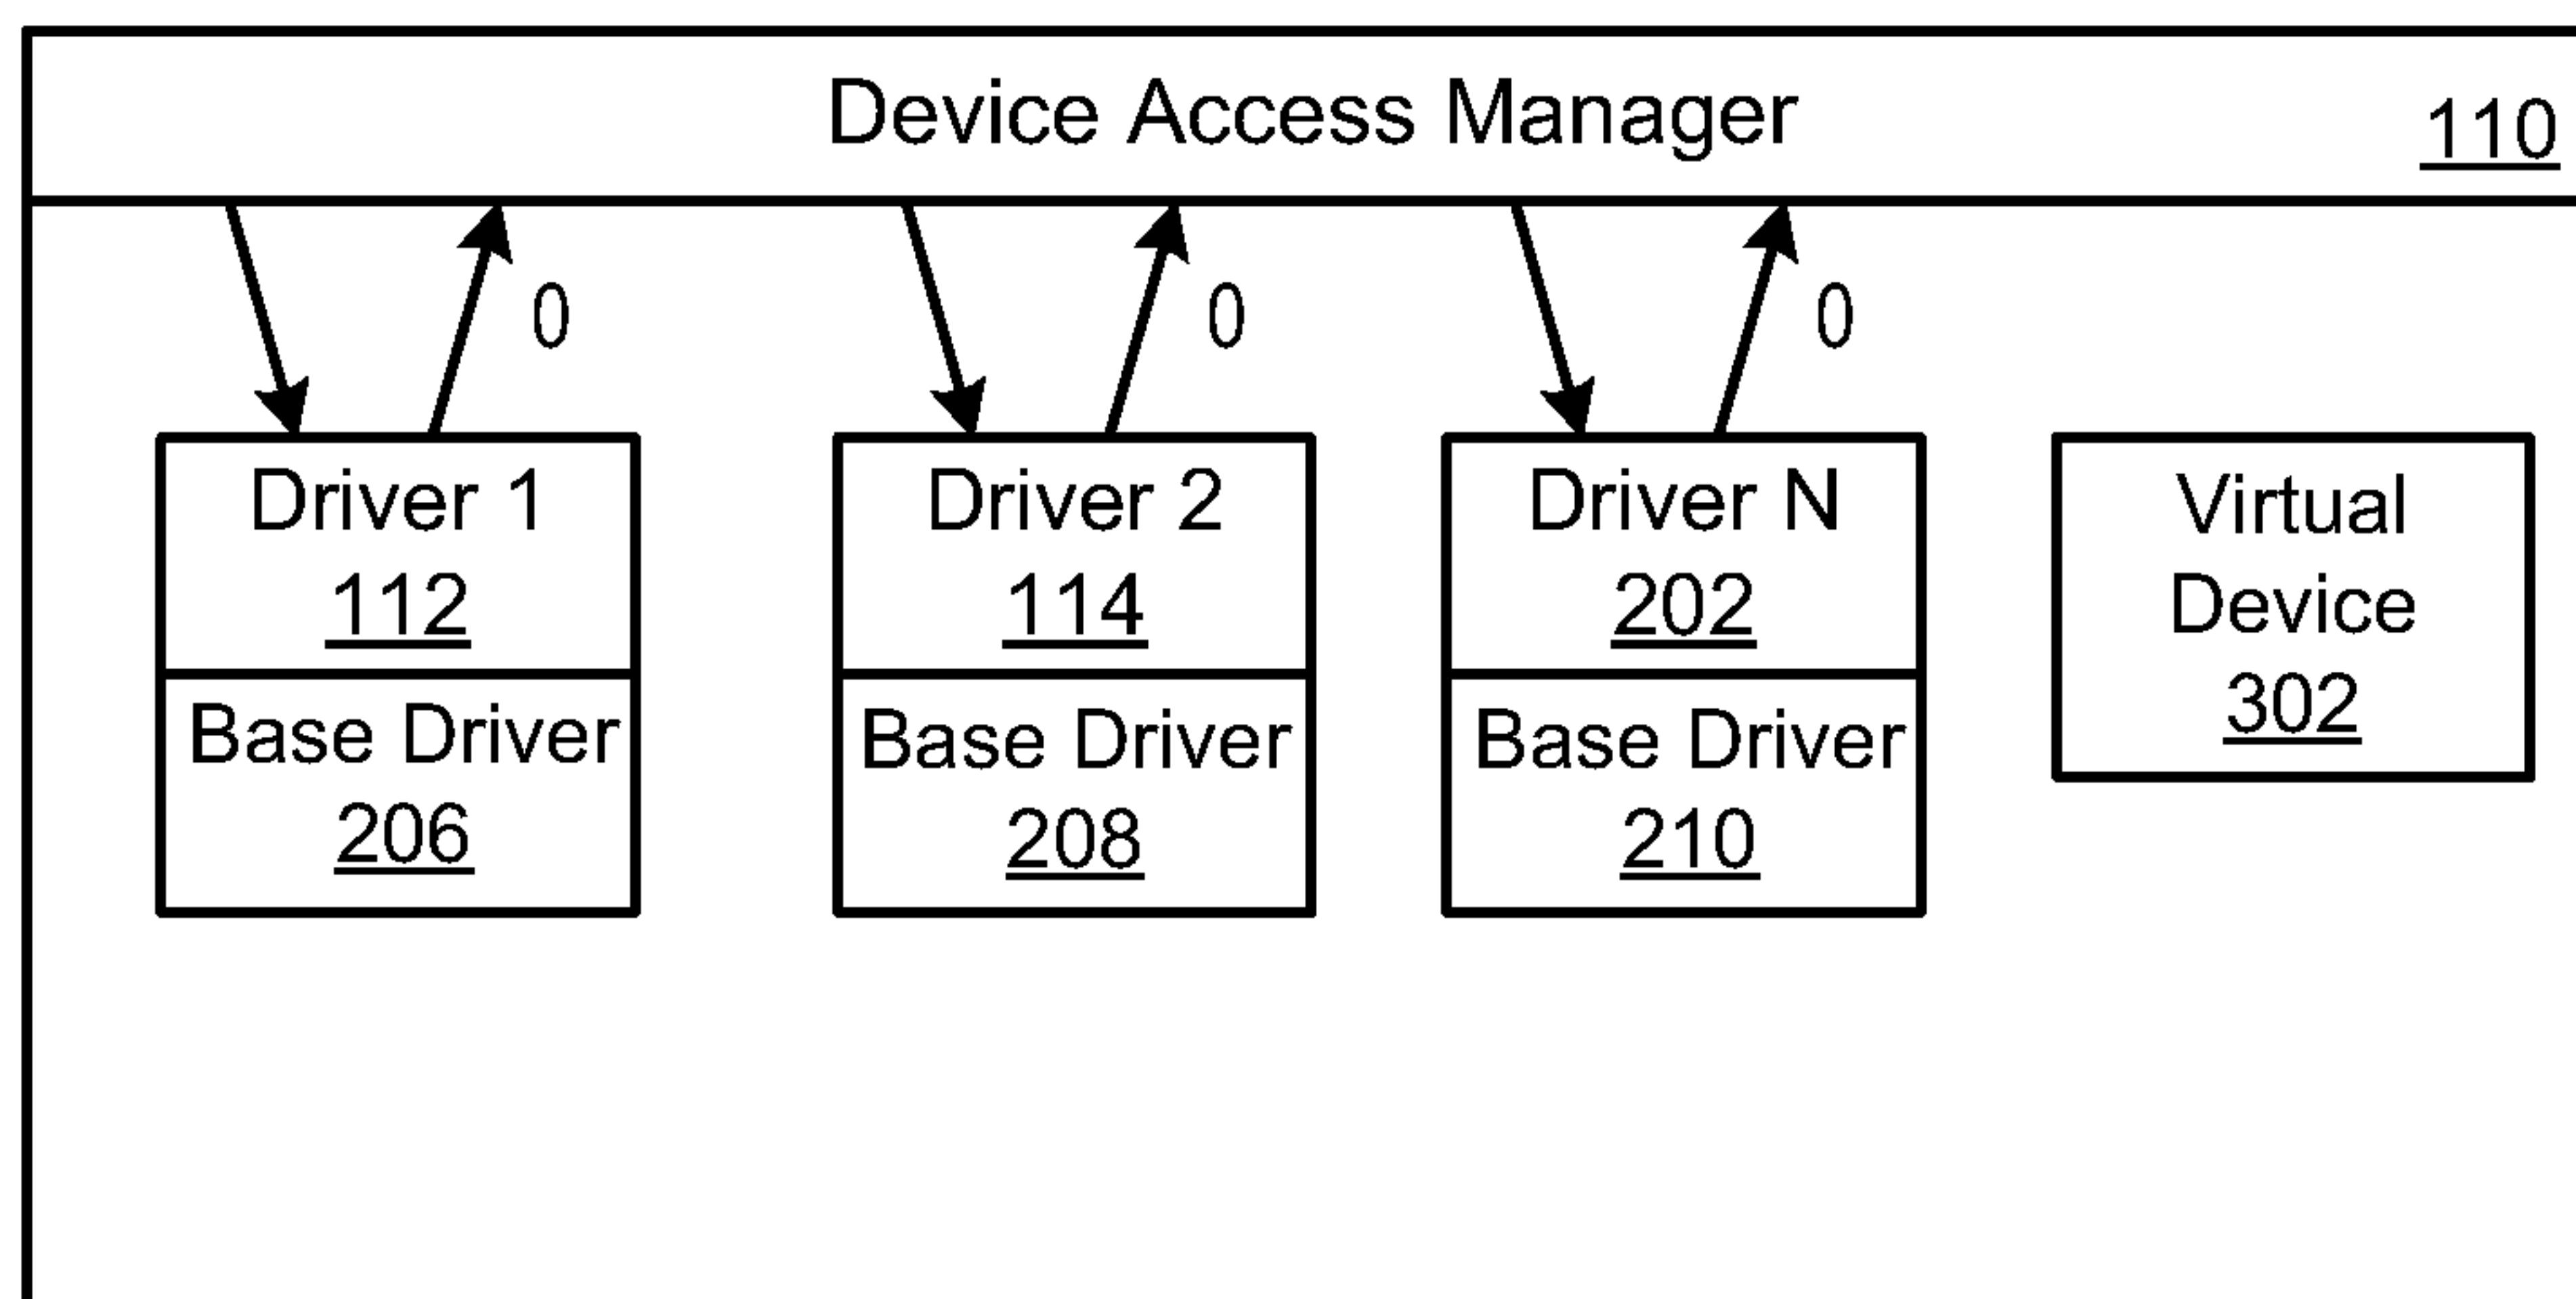 Device Access Manager
110
0
0
0
Driver 1
112
Base Driver
206
Driver 2
114
Base Driver
208
Driver N
202
Base Driver
210
Virtual
Device
302